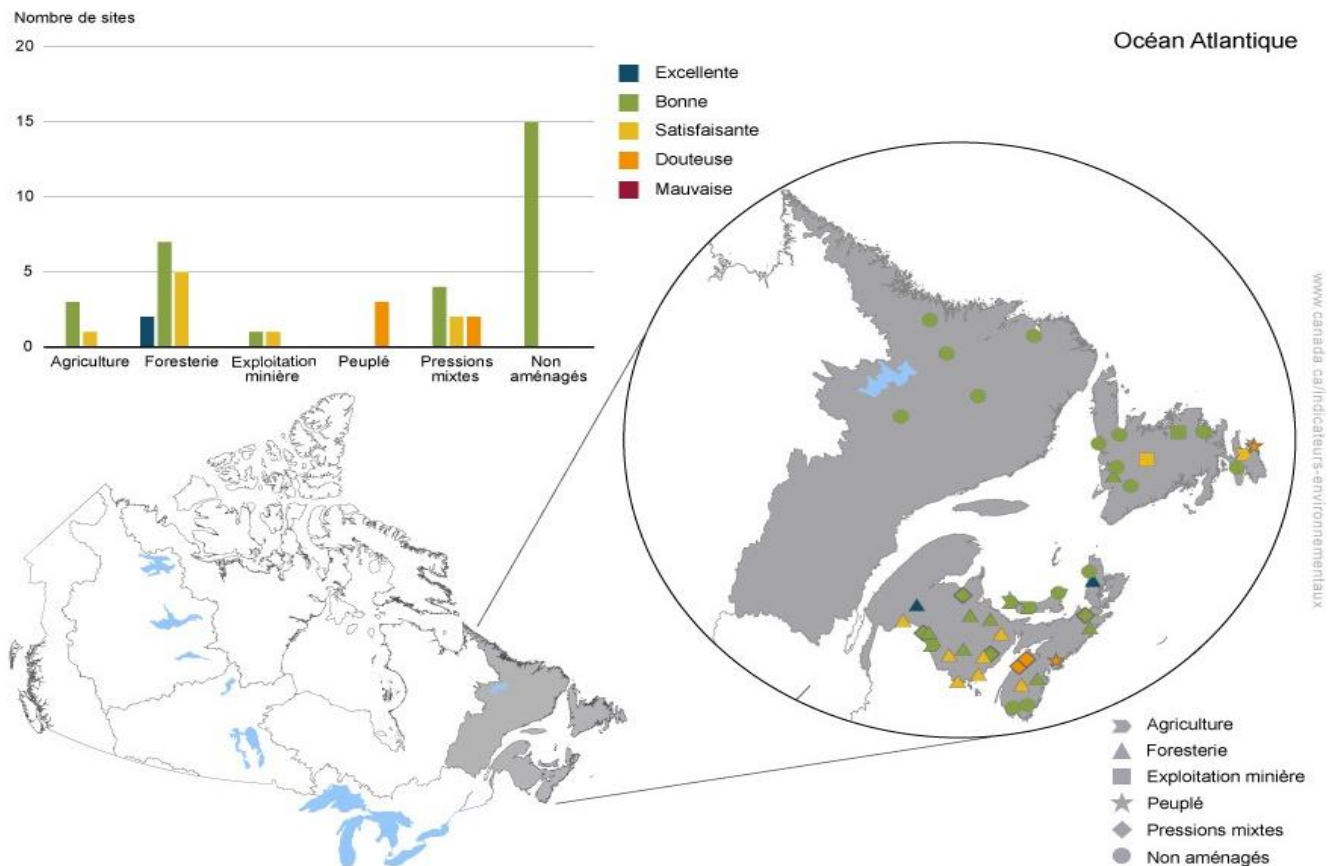 Nombre de sites
20
15
10
5
0
Agriculture
Foresterie
Exploitation
minière
Peuplé
Pressions
mixtes
Non
aménagés
Excellente
Bonne
Satisfaisante
Douteuse
Mauvaise
Océan Atlantique
www.canada.ca/indicateurs-environnementaux
Agriculture
Foresterie
Exploitation minière
Peuplé
Pressions mixtes
Non aménagés